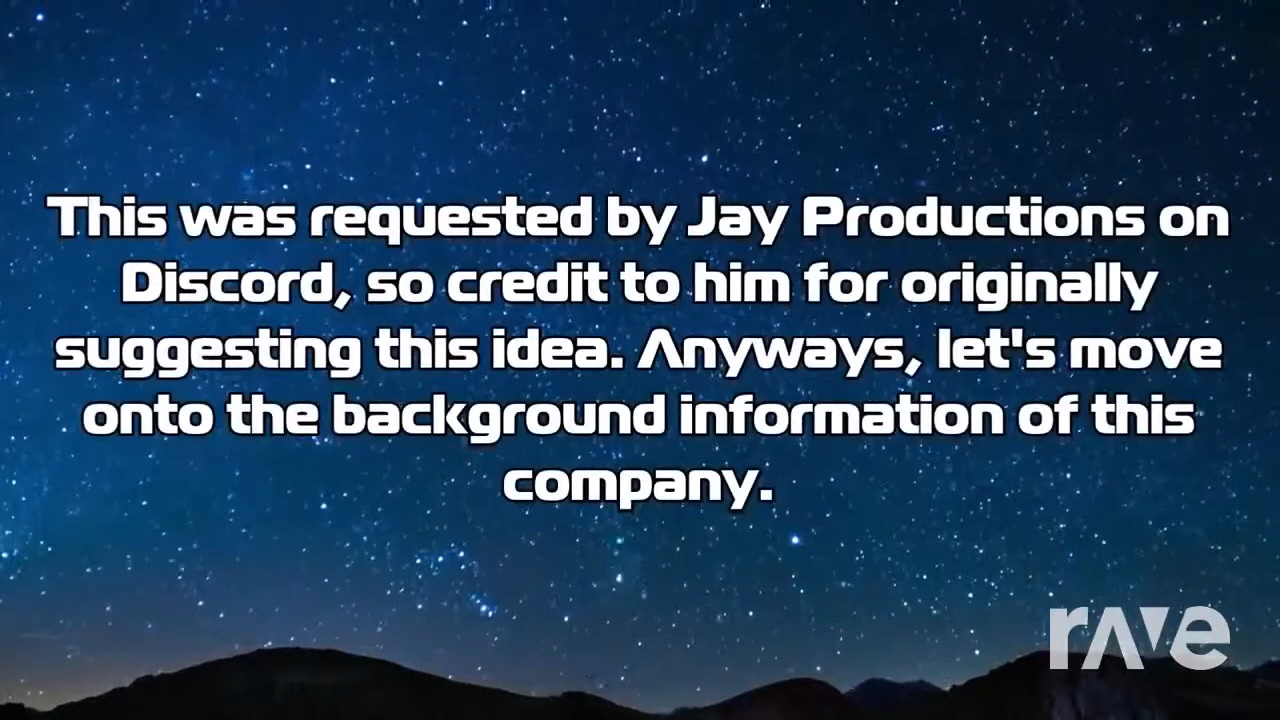 This was requested by Jay Productions on
Discord, so credit to him for originally
suggesting this idea. Anyways, let's move
onto the background information of this
company.
rave